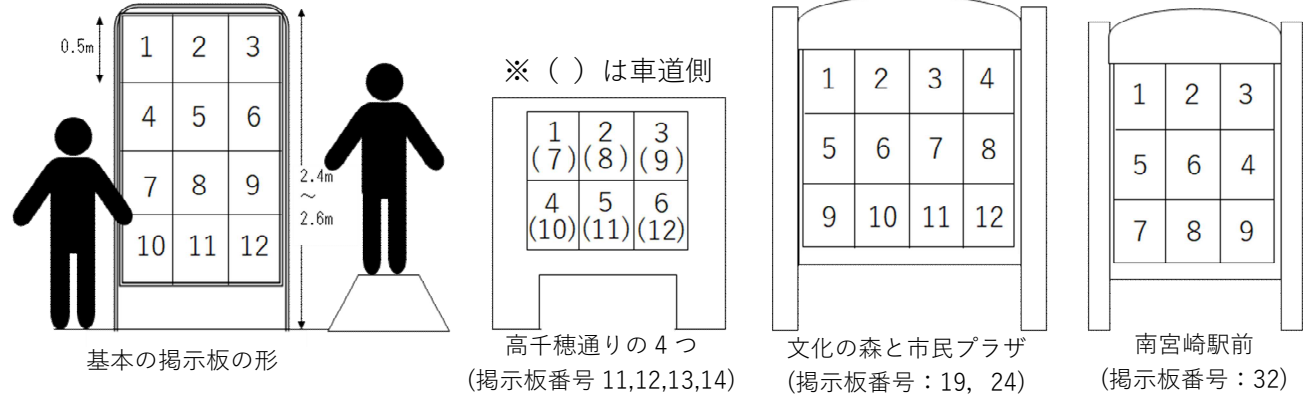 0.5m
1 2 3
4 5 6
7 8 9
10 11 12
2.4m
～
2.6m
基本の掲示板の形
※（ ）は車道側
1 2 3
(7) (8) (9)
4 5 6
(10) (11) (12)
高千穂通りの4つ
(掲示板番号11,12,13,14)
1 2 3 4
5 6 7 8
9 10 11 12
文化の森と市民プラザ
(掲示板番号：19，24)
1 2 3
5 6 4
7 8 9
南宮崎駅前
(掲示板番号：32)